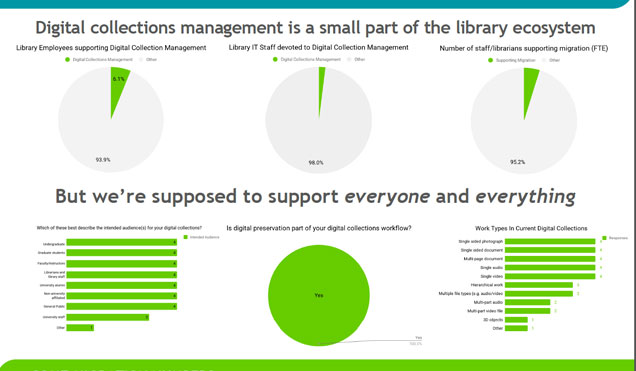 Digital collections management is a small part of the library ecosystem
Library Employees supporting Digital Collection Management
Digital Collections Management Other
6.1%
93.9%
Library IT Staff devoted to Digital Collection Management
Digital Collections Management Other
98.0%
Number of staff/librarians supporting migration (FTE)
Supporting Migration Other
95.2%
But we're supposed to support everyone and everything
Which of these best describe the intended audience(s) for your digital collections?
Intended Audience
Undergraduate
Graduate students
Faculty/Instructors
Librarians and
library staff
University alumni
Non-university
affiliated
General Public
University staff
Other
Is digital preservation part of your digital collections workflow?
Yes
Yes
100.0%
Work Types In Current Digital Collections
Responses
Single sided photograph
Single sided document
Multi-page document
Single audio
Single video
Hierarchical work
Multiple file types (e.g. audio/video
Multi-part audio
Multi-part video file
3D objects
Other